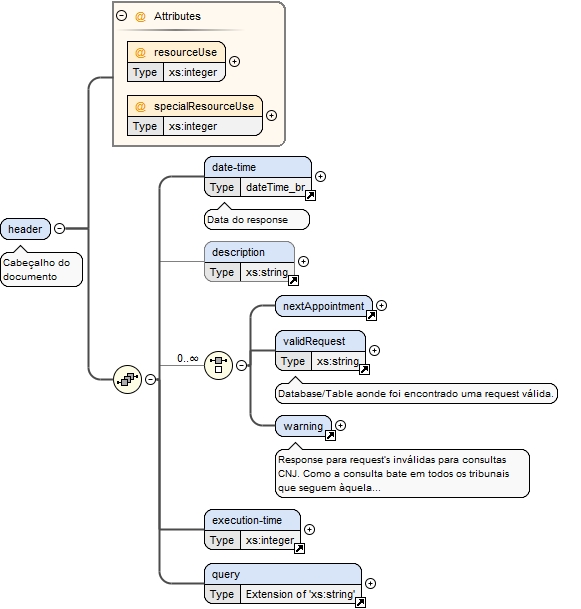 @ Attributes
@ resourceUse
Type xs:integer
@ specialResourceUse
Type xs:integer
header
Cabeçalho do
documento
date-time
Type dateTime_br
Data do response
description
Type xs:string
0..∞
nextAppointment
validRequest
Type xs:string
Database/Table aonde foi encontrado uma request válida.
warning
Response para request's inválidas para consultas
CNJ. Como a consulta bate em todos os tribunais
que seguem àquela...
execution-time
Type xs:integer
query
Type Extension of 'xs:string'